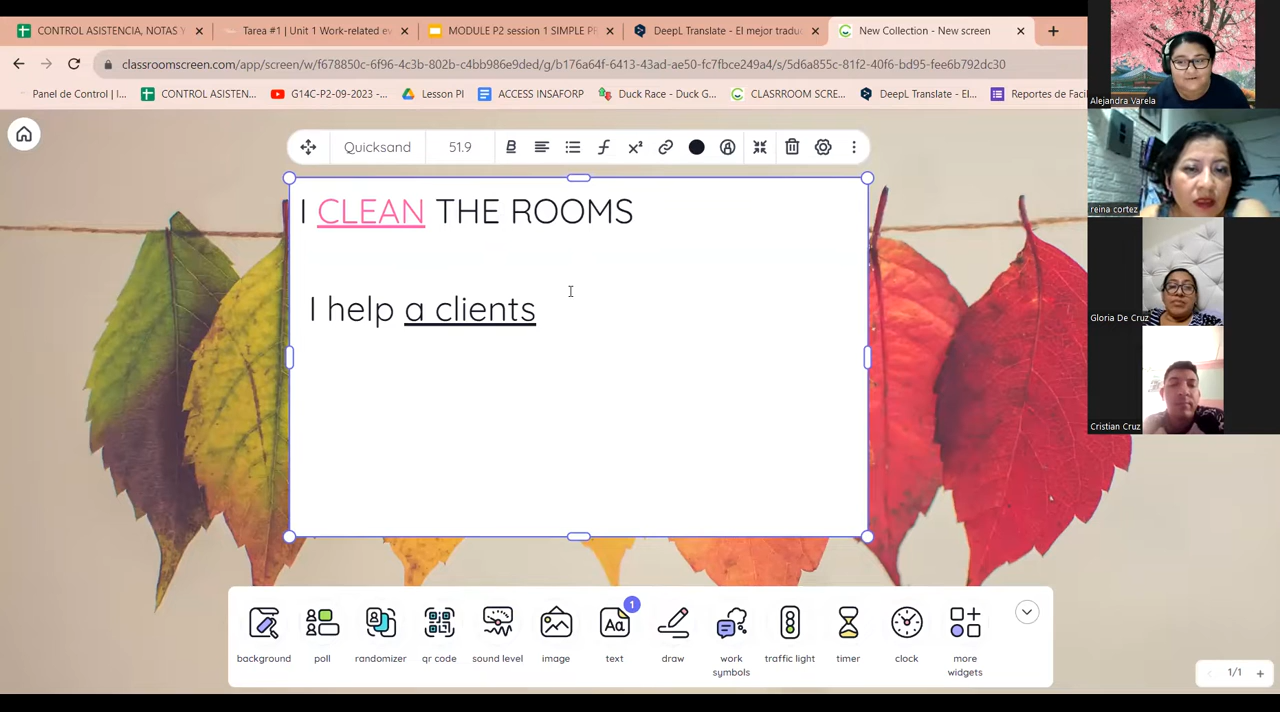 CONTROL ASISTENCIA, NOTAS Y
Tarea #1 | Unit 1 Work-related ev
MODULE P2 session 1 SIMPLE PR
DeepL Translate - El mejor traduc
New Collection - New screen
classroomscreen.com/app/screen/w/f678850c-6f96-4c3b-802b-c4bb986e9ded/g/b176a64f-6413-43ad-ae50-fc7fbce249a4/s/5d6a855c-81f2-40f6-bd95-fee6b792dc30
Panel de Control | I...
CONTROL ASISTEN...
G14C-P2-09-2023 -...
Lesson PI
ACCESS INSAFORP
Duck Race - Duck G...
CLASRROOM SCRE...
DeepL Translate - El...
Reportes de Facil
Alejandra Varela
Quicksand 51.9
reina cortez
I CLEAN THE ROOMS
I help a clients
Gloria De Cruz
Cristian Cruz
1
background poll randomizer qr code sound level image text draw work symbols traffic light timer clock more widgets
1/1